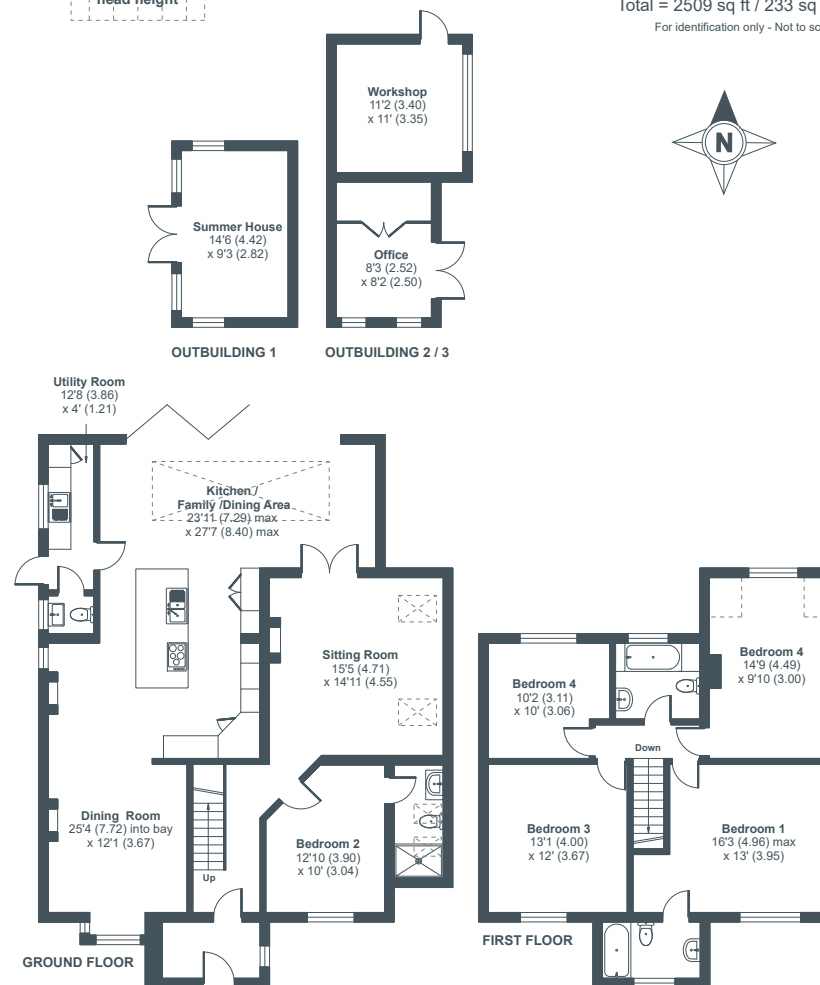 head height
Total = 2509 sq ft / 233 sq
For identification only - Not to sc
Workshop
11'2 (3.40)
x 11' (3.35)
N
Summer House
14'6 (4.42)
x 9'3 (2.82)
Office
8'3 (2.52)
x 8'2 (2.50)
OUTBUILDING 1
OUTBUILDING 2 / 3
Utility Room
12'8 (3.86)
x 4' (1.21)
Kitchen /
Family /Dining Area
23'11 (7.29) max
x 27'7 (8.40) max
Sitting Room
15'5 (4.71)
x 14'11 (4.55)
Bedroom 4
14'9 (4.49)
x 9'10 (3.00)
Bedroom 4
10'2 (3.11)
x 10' (3.06)
Down
Dining Room
25'4 (7.72) into bay
x 12'1 (3.67)
Up
Bedroom 2
12'10 (3.90)
x 10' (3.04)
Bedroom 3
13'1 (4.00)
x 12' (3.67)
Bedroom 1
16'3 (4.96) max
x 13' (3.95)
GROUND FLOOR
FIRST FLOOR